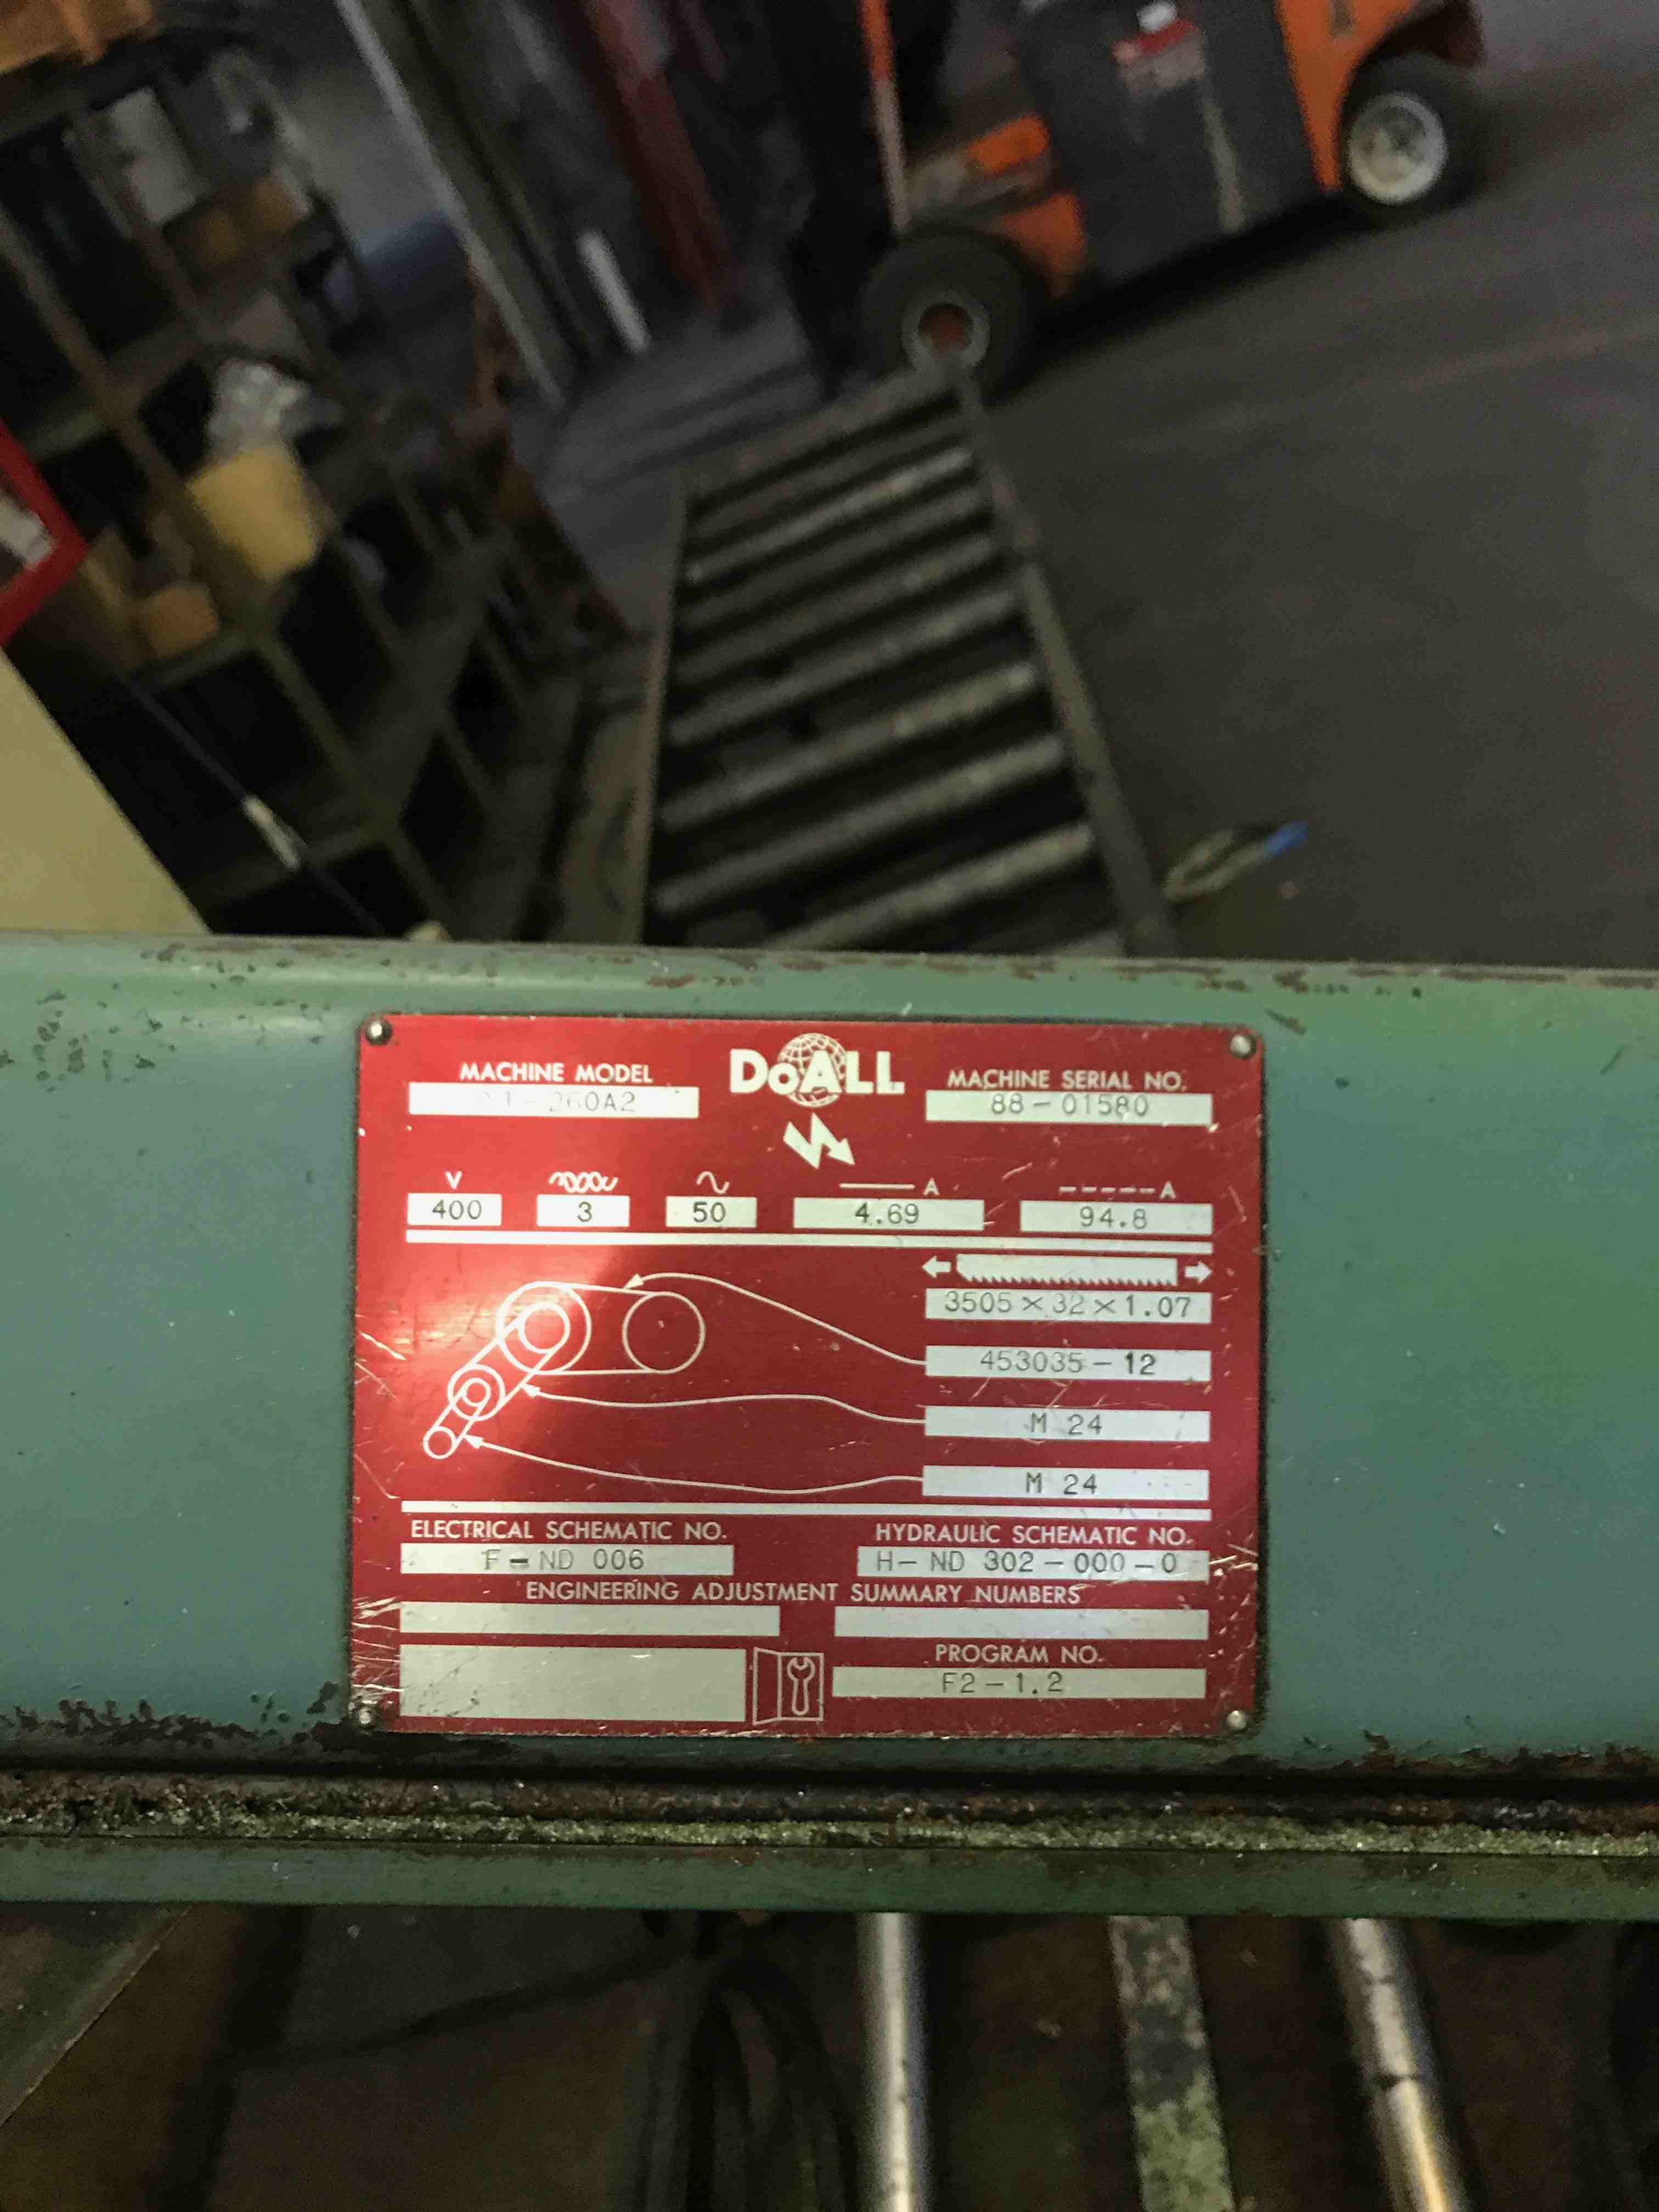 DoALL
MACHINE MODEL
MACHINE SERIAL NO.
88-01580
V
A
A
400
3
50
4.69
94.8
3505×32×1.07
453035-12
M 24
M 24
ELECTRICAL SCHEMATIC NO.
HYDRAULIC SCHEMATIC NO.
F-ND 006
H-ND 302-000-0
ENGINEERING ADJUSTMENT SUMMARY NUMBERS
PROGRAM NO.
F2-1.2